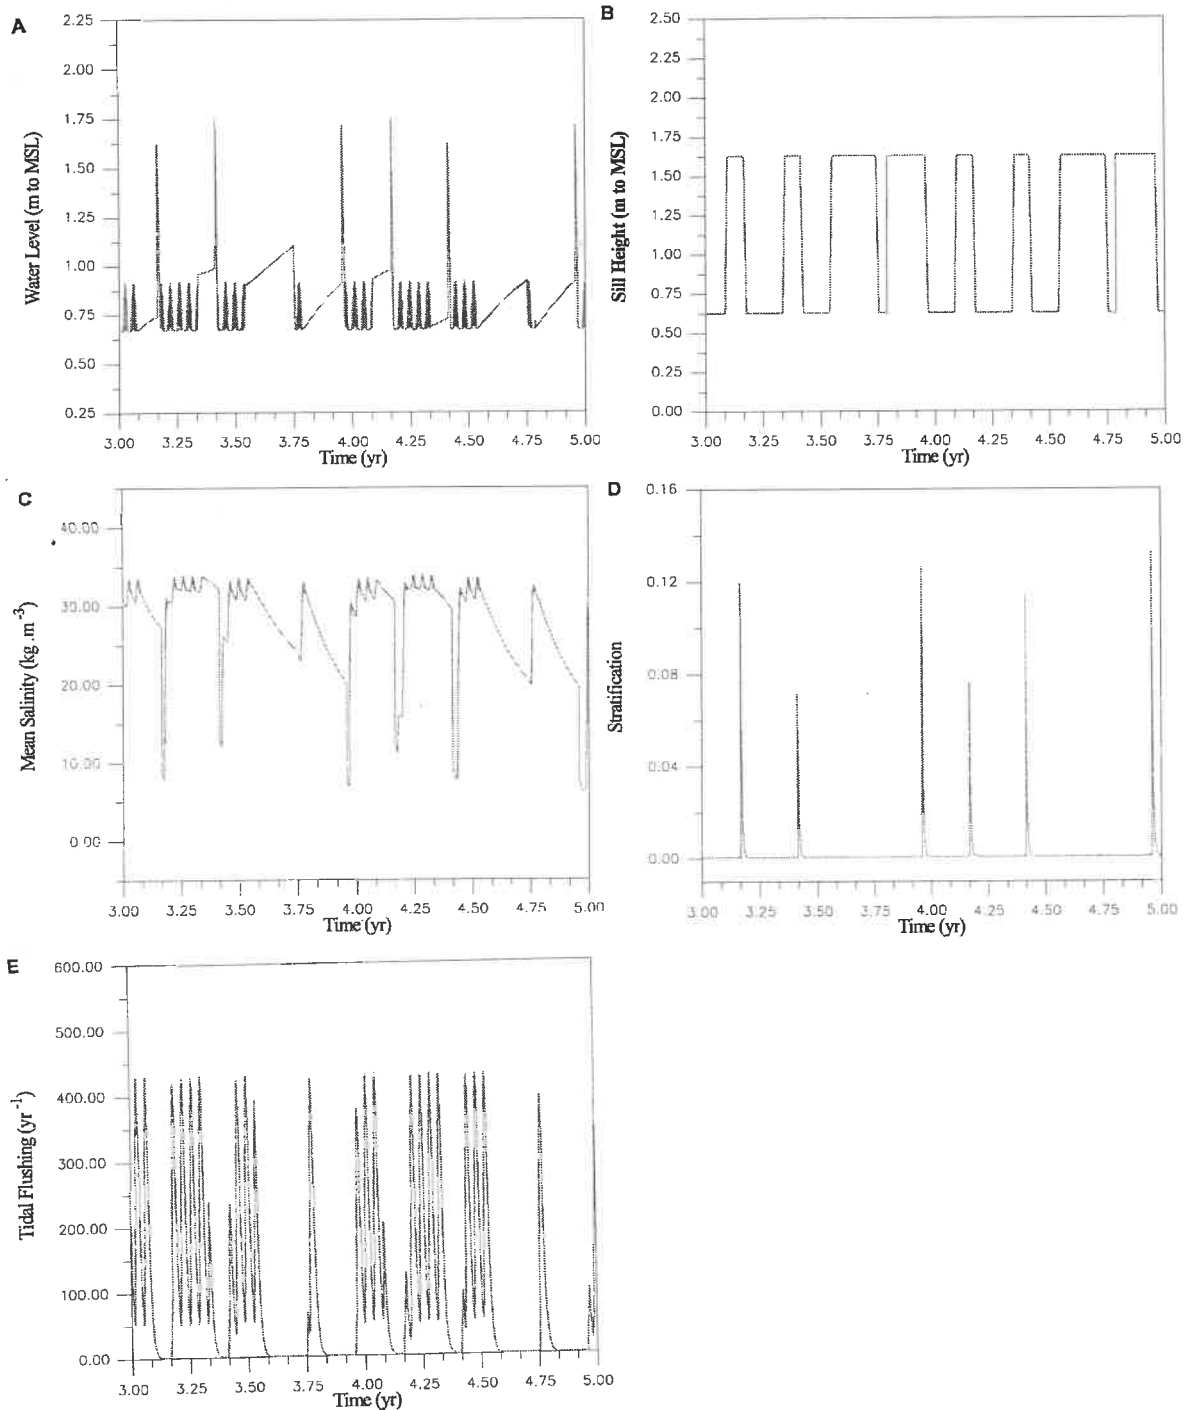 A
Water Level (m to MSL)
2.25
2.00
1.75
1.50
1.25
1.00
0.75
0.50
0.25
3.00 3.25 3.50 3.75 4.00 4.25 4.50 4.75 5.00
Time (yr)
B
Sill Height (m to MSL)
2.50
2.25
2.00
1.75
1.50
1.25
1.00
0.75
0.50
0.25
0.00
3.00 3.25 3.50 3.75 4.00 4.25 4.50 4.75 5.00
Time (yr)
C
Mean Salinity (kg .m⁻³)
40.00
30.00
20.00
10.00
0.00
3.00 3.25 3.50 3.75 4.00 4.25 4.50 4.75 5.00
Time (yr)
D
Stratification
0.16
0.12
0.08
0.04
0.00
3.00 3.25 3.50 3.75 4.00 4.25 4.50 4.75 5.00
Time (yr)
E
Tidal Flushing (yr⁻¹)
600.00
500.00
400.00
300.00
200.00
100.00
0.00
3.00 3.25 3.50 3.75 4.00 4.25 4.50 4.75 5.00
Time (yr)